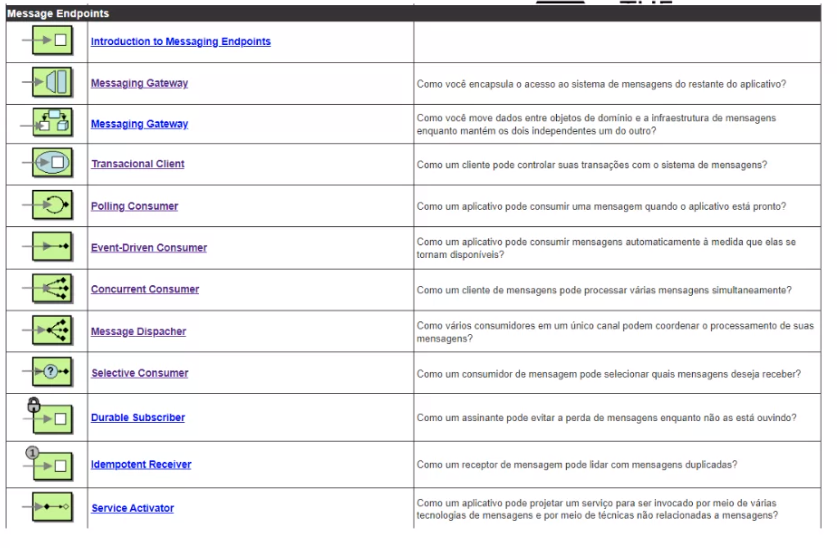 Message Endpoints
Introduction to Messaging Endpoints
Messaging Gateway
Como você encapsula o acesso ao sistema de mensagens do restante do aplicativo?
Messaging Gateway
Como você move dados entre objetos de domínio e a infraestrutura de mensagens
enquanto mantém os dois independentes um do outro?
Transacional Client
Como um cliente pode controlar suas transações com o sistema de mensagens?
Polling Consumer
Como um aplicativo pode consumir uma mensagem quando o aplicativo está pronto?
Event-Driven Consumer
Como um aplicativo pode consumir mensagens automaticamente à medida que elas se
tornam disponíveis?
Concurrent Consumer
Como um cliente de mensagens pode processar várias mensagens simultaneamente?
Message Dispacher
Como vários consumidores em um único canal podem coordenar o processamento de suas
mensagens?
?
Selective Consumer
Como um consumidor de mensagem pode selecionar quais mensagens deseja receber?
Durable Subscriber
Como um assinante pode evitar a perda de mensagens enquanto não as está ouvindo?
1
Idempotent Receiver
Como um receptor de mensagem pode lidar com mensagens duplicadas?
Service Activator
Como um aplicativo pode projetar um serviço para ser invocado por meio de várias
tecnologias de mensagens e por meio de técnicas não relacionadas a mensagens?